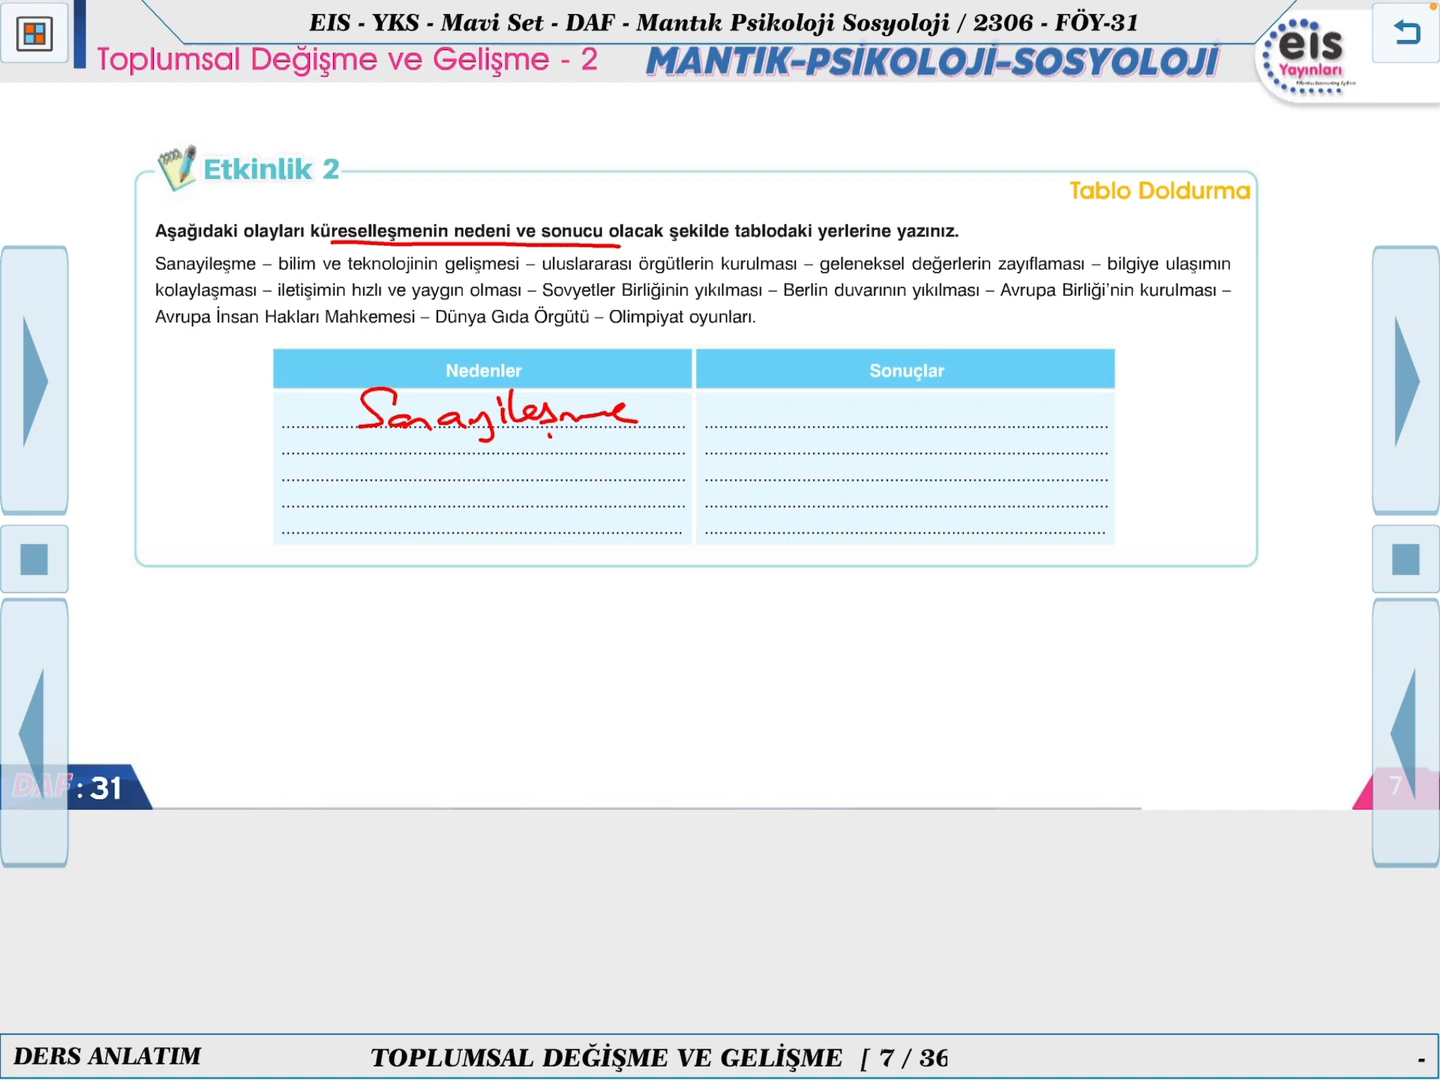 EIS - YKS - Mavi Set - DAF - Mantık Psikoloji Sosyoloji / 2306 - FÖY-31
Toplumsal Değişme ve Gelişme - 2
MANTIK-PSİKOLOJİ-SOSYOLOJİ
eis
Yayınları
Etkinlik 2
Tablo Doldurma
Aşağıdaki olayları küreselleşmenin nedeni ve sonucu olacak şekilde tablodaki yerlerine yazınız.
Sanayileşme – bilim ve teknolojinin gelişmesi – uluslararası örgütlerin kurulması – geleneksel değerlerin zayıflaması – bilgiye ulaşımın
kolaylaşması – iletişimin hızlı ve yaygın olması – Sovyetler Birliğinin yıkılması – Berlin duvarının yıkılması – Avrupa Birliği'nin kurulması –
Avrupa İnsan Hakları Mahkemesi – Dünya Gıda Örgütü – Olimpiyat oyunları.
Nedenler
Sonuçlar
Sanayileşme
DAF : 31
7
DERS ANLATIM
TOPLUMSAL DEĞİŞME VE GELİŞME [ 7 / 36
-